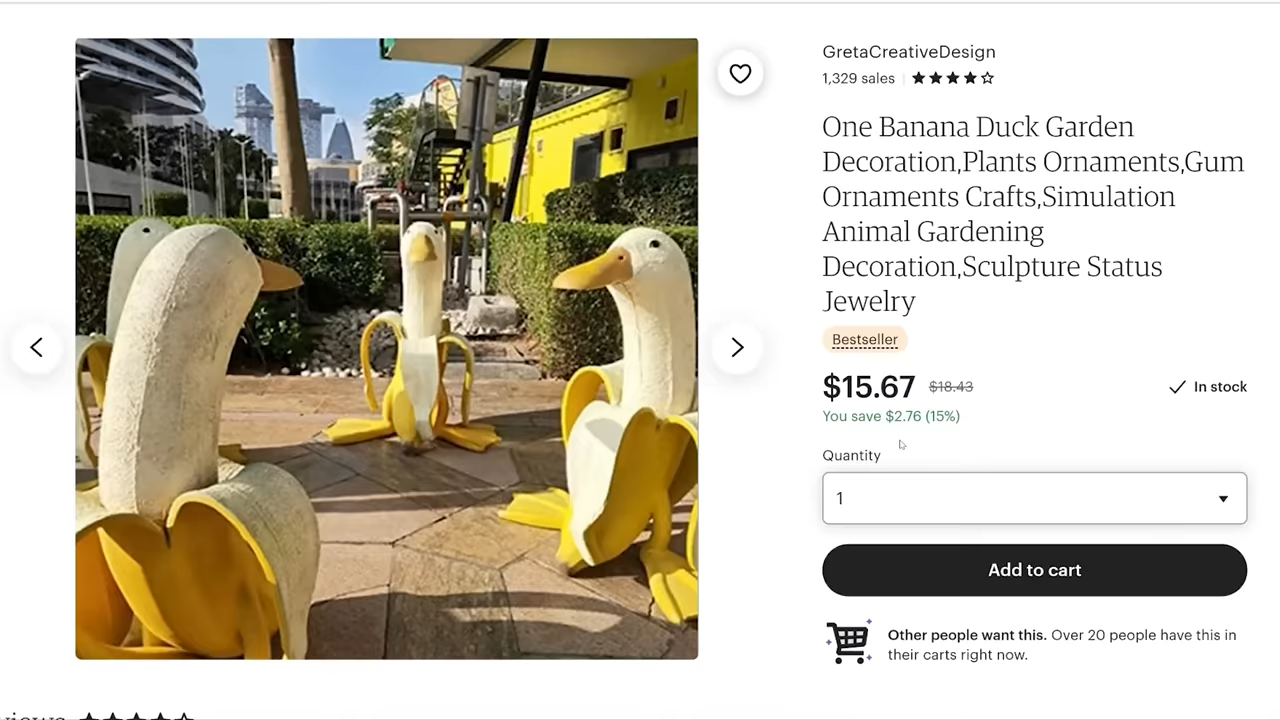 GretaCreativeDesign
1,329 sales
One Banana Duck Garden
Decoration,Plants Ornaments,Gum
Ornaments Crafts,Simulation
Animal Gardening
Decoration,Sculpture Status
Jewelry
Bestseller
$15.67 $18.43
In stock
You save $2.76 (15%)
Quantity
1
Add to cart
Other people want this. Over 20 people have this in
their carts right now.